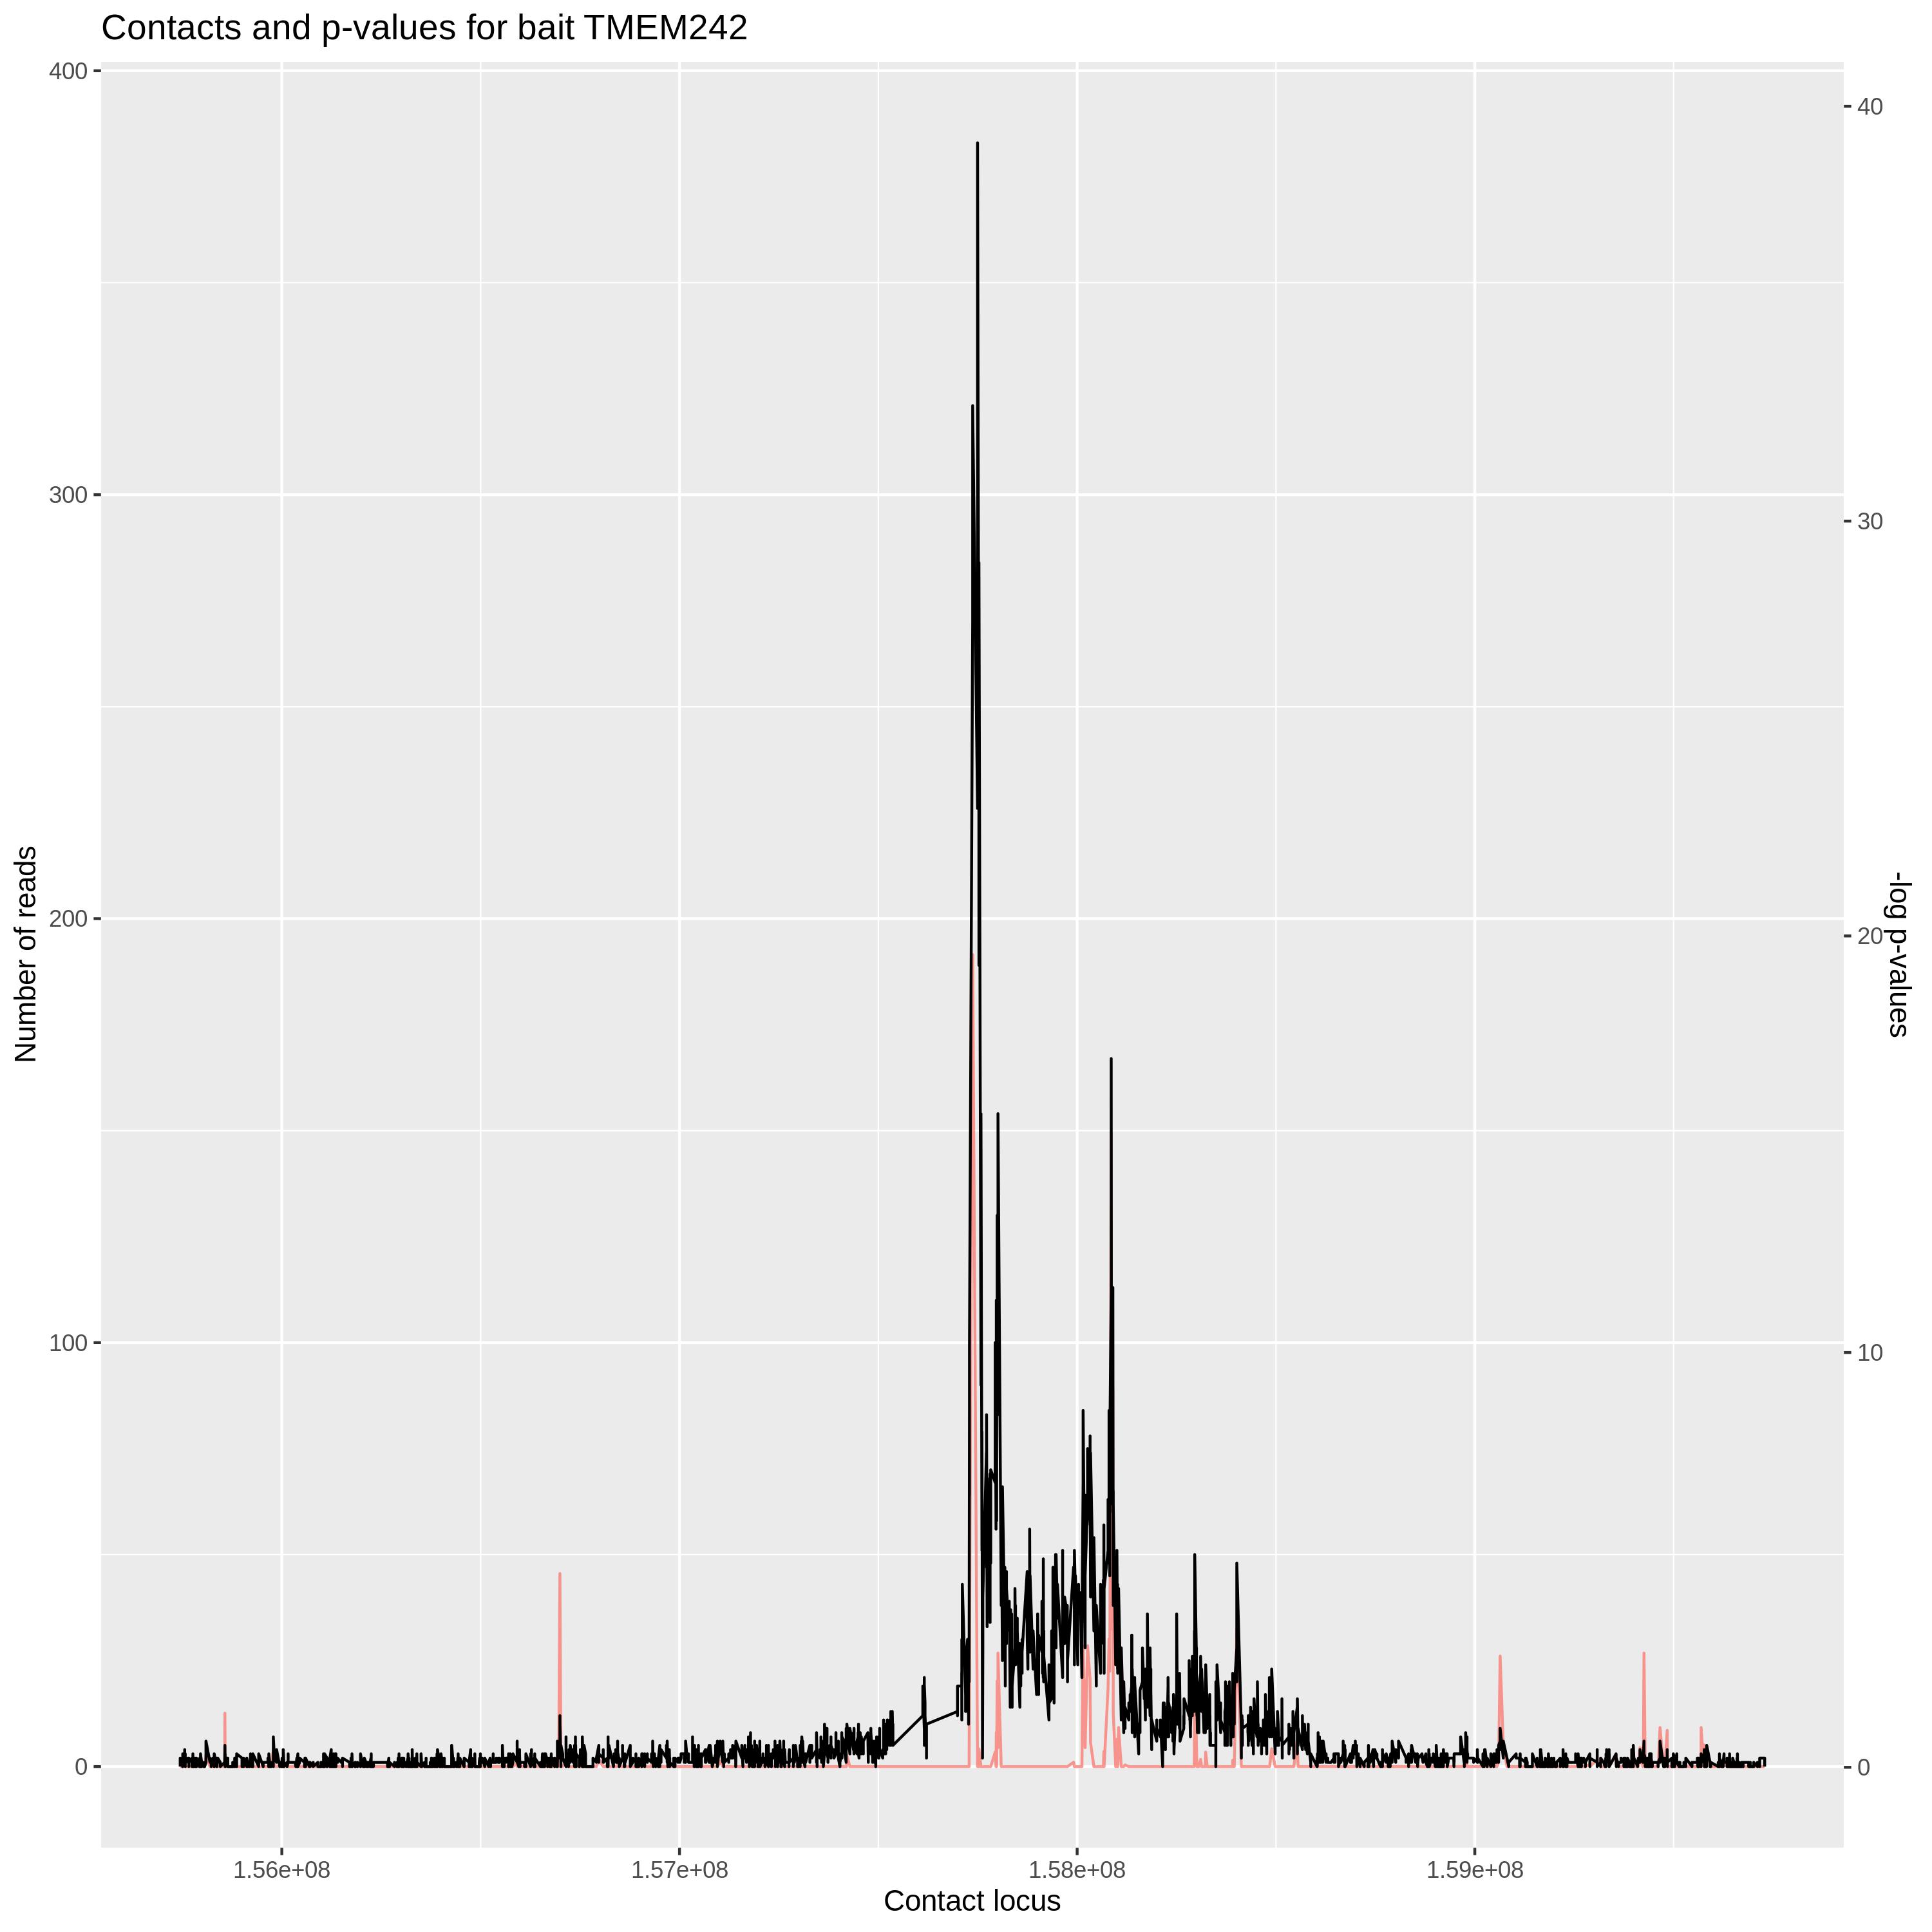 Contacts and p-values for bait TMEM242
Number of reads
400
300
200
100
0
40
30
20
10
0
-log p-values
1.56e+08
1.57e+08
1.58e+08
1.59e+08
Contact locus